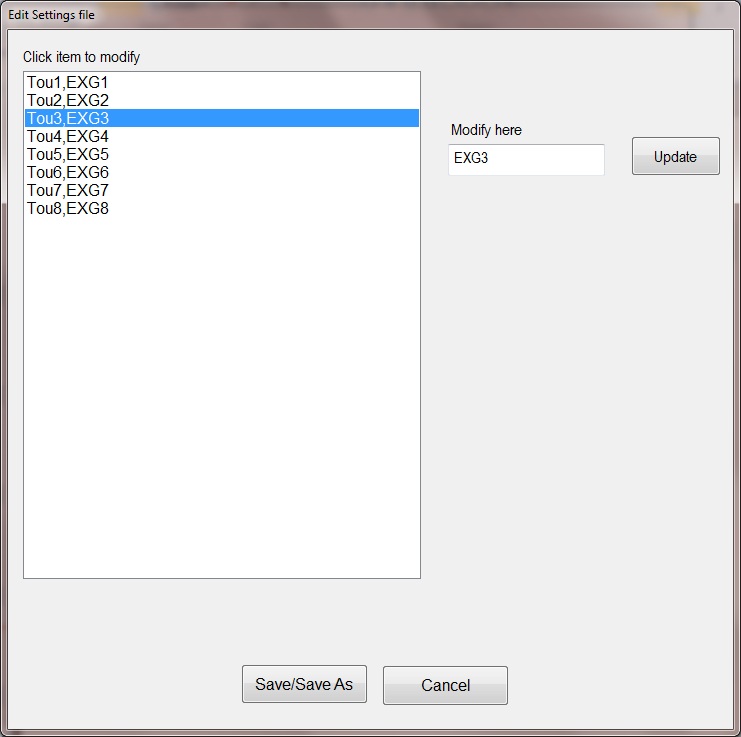 Edit Settings file
Click item to modify
Tou1,EXG1
Tou2,EXG2
Tou3,EXG3
Tou4,EXG4
Tou5,EXG5
Tou6,EXG6
Tou7,EXG7
Tou8,EXG8
Modify here
EXG3
Update
Save/Save As
Cancel